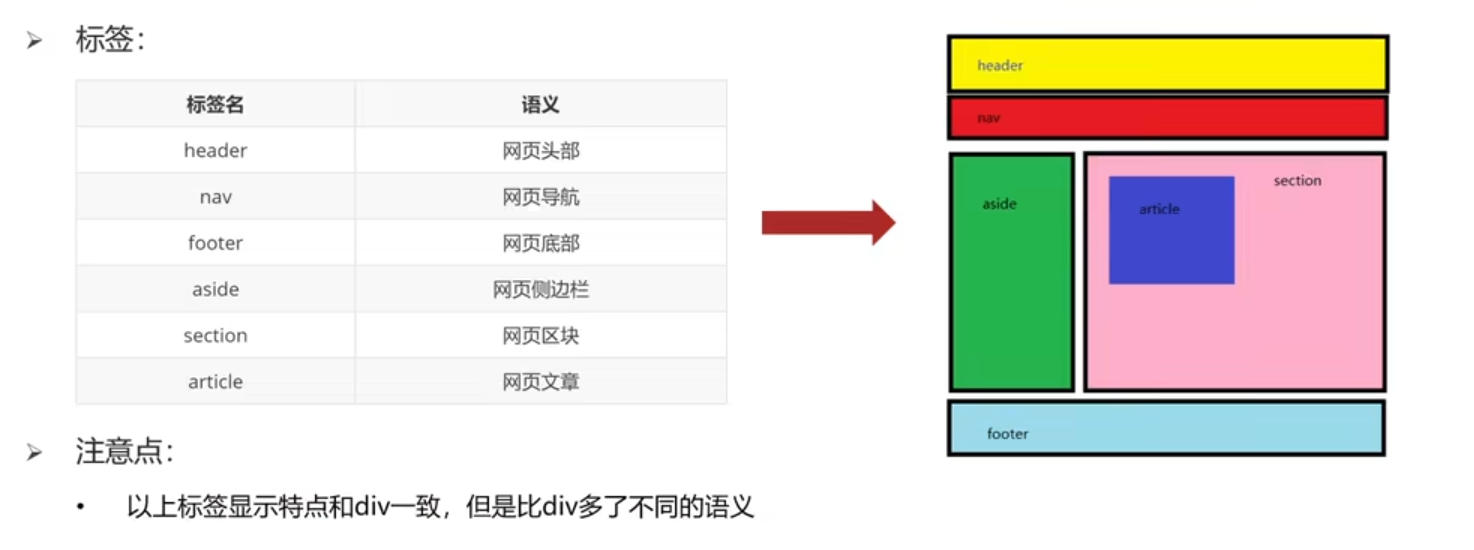 标签：
标签名 语义
header 网页头部
nav 网页导航
footer 网页底部
aside 网页侧边栏
section 网页区块
article 网页文章
注意点：
以上标签显示特点和div一致，但是比div多了不同的语义
header
nav
aside
section
article
footer